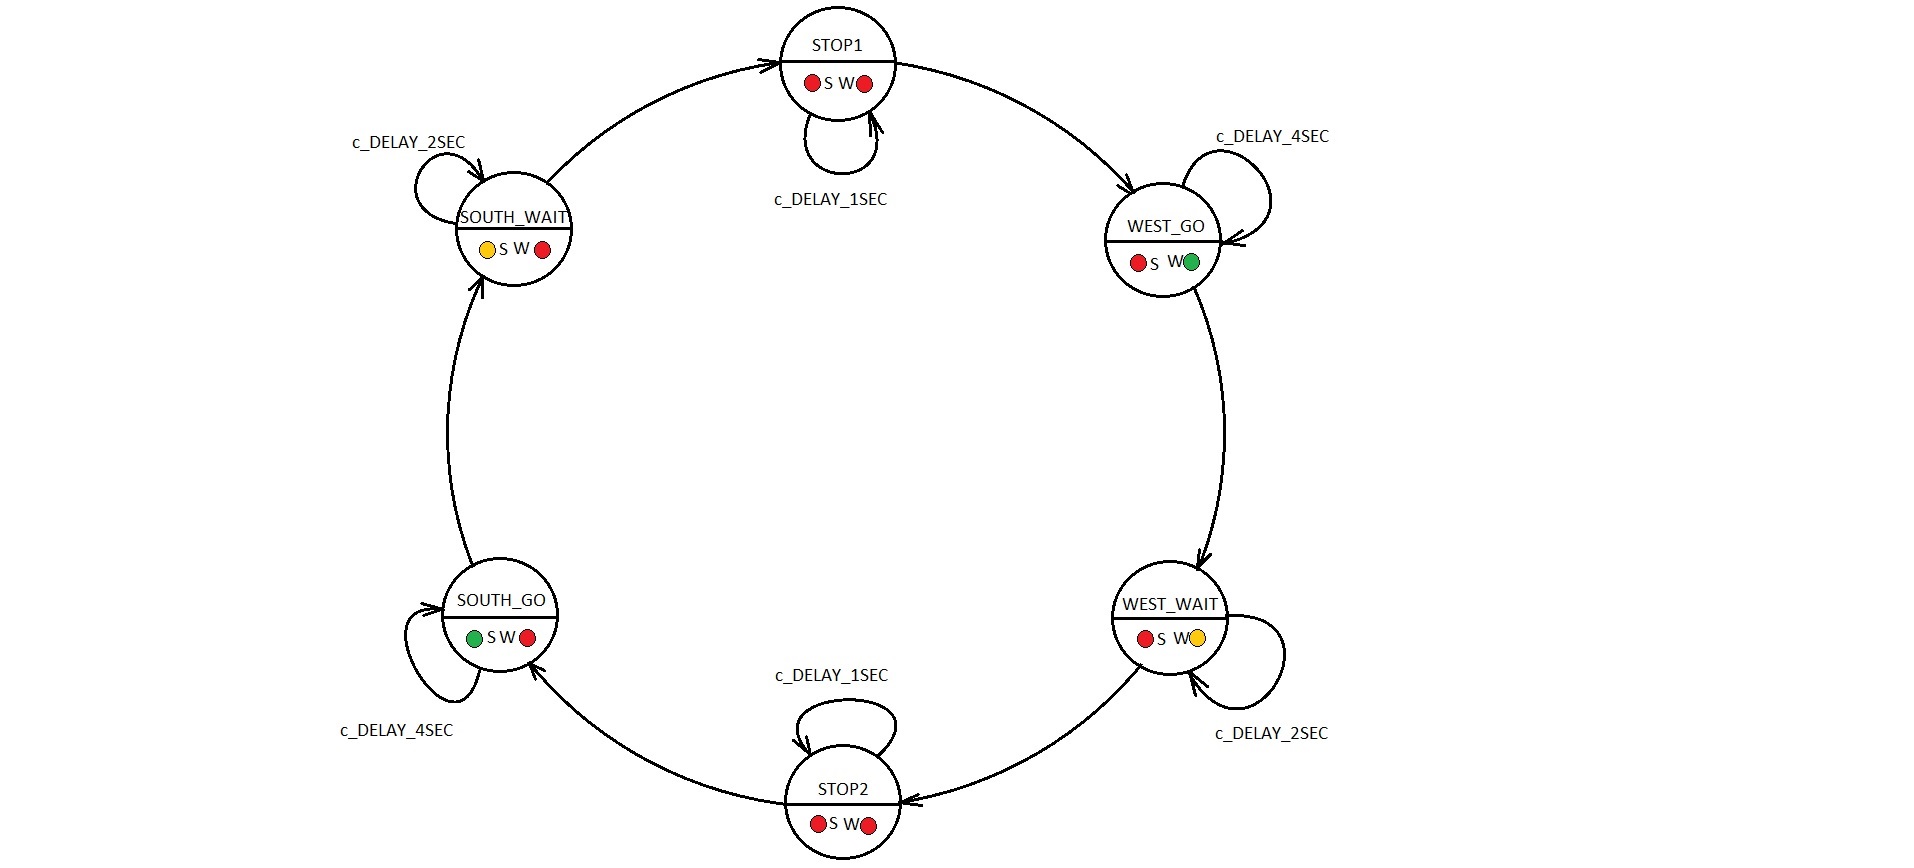 STOP1
S W
c_DELAY_1SEC
c_DELAY_4SEC
WEST_GO
S W
WEST_WAIT
S W
c_DELAY_2SEC
c_DELAY_1SEC
STOP2
S W
SOUTH_GO
S W
c_DELAY_4SEC
c_DELAY_2SEC
SOUTH_WAIT
S W